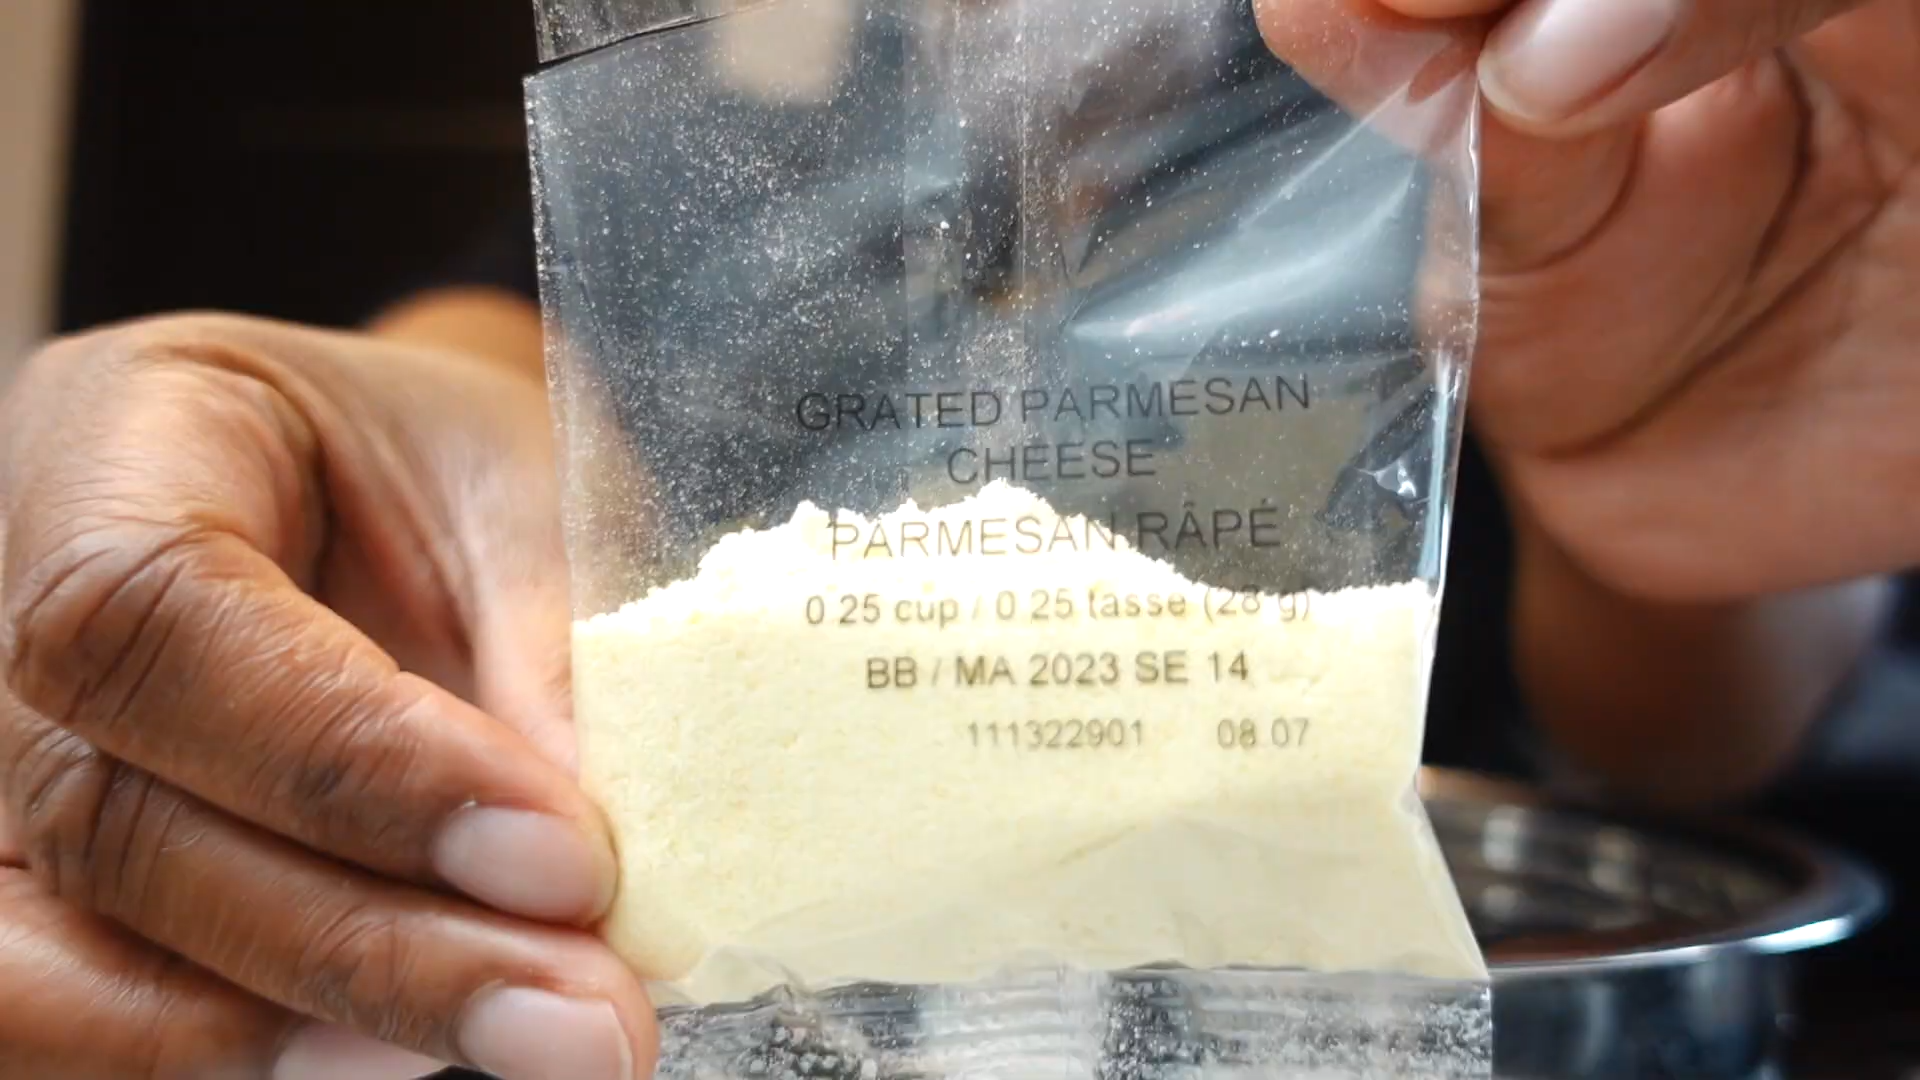 GRATED PARMESAN
CHEESE
PARMESAN RÂPÉ
0.25 cup / 0.25 tasse (28 g)
BB / MA 2023 SE 14
111322901 08:07